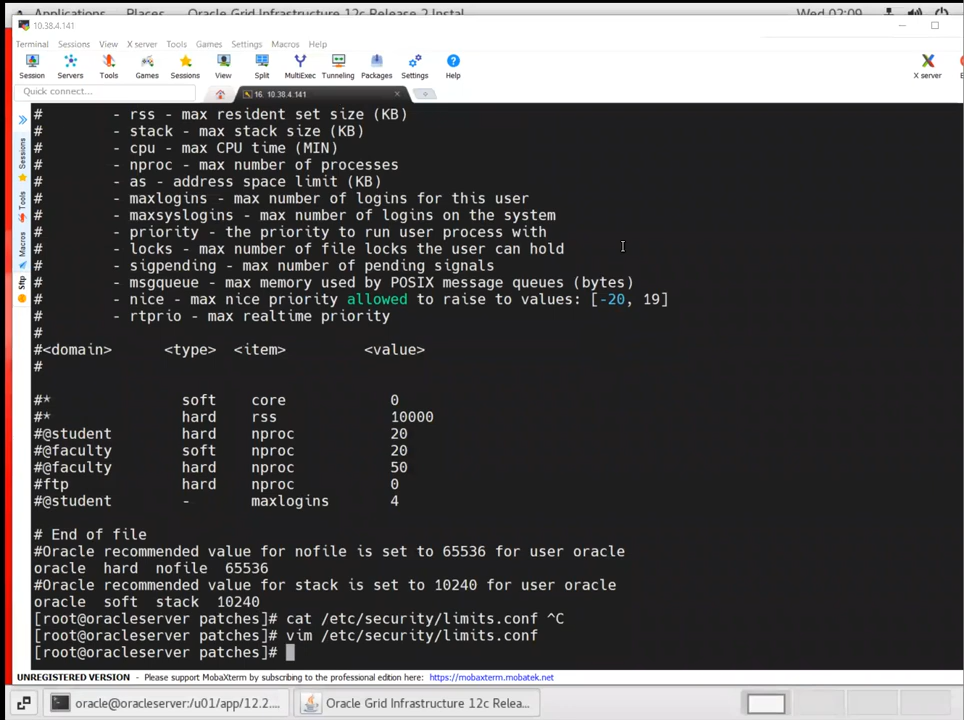 Applications Places Oracle Grid Infrastructure 12c Release 2 Instal Wed 02:09
10.38.4.141
Terminal Sessions View X server Tools Games Settings Macros Help
Session Servers Tools Games Sessions View Split MultiExec Tunneling Packages Settings Help X server
Quick connect...
16. 10.38.4.141
Sessions
Tools
Macros
Sftp
# - rss - max resident set size (KB)
# - stack - max stack size (KB)
# - cpu - max CPU time (MIN)
# - nproc - max number of processes
# - as - address space limit (KB)
# - maxlogins - max number of logins for this user
# - maxsyslogins - max number of logins on the system
# - priority - the priority to run user process with
# - locks - max number of file locks the user can hold
# - sigpending - max number of pending signals
# - msgqueue - max memory used by POSIX message queues (bytes)
# - nice - max nice priority allowed to raise to values: [-20, 19]
# - rtprio - max realtime priority
#
#<domain> <type> <item> <value>
#
#* soft core 0
#* hard rss 10000
#@student hard nproc 20
#@faculty soft nproc 20
#@faculty hard nproc 50
#ftp hard nproc 0
#@student - maxlogins 4
# End of file
#Oracle recommended value for nofile is set to 65536 for user oracle
oracle hard nofile 65536
#Oracle recommended value for stack is set to 10240 for user oracle
oracle soft stack 10240
[root@oracleserver patches]# cat /etc/security/limits.conf ^C
[root@oracleserver patches]# vim /etc/security/limits.conf
[root@oracleserver patches]#
UNREGISTERED VERSION - Please support MobaXterm by subscribing to the professional edition here: https://mobaxterm.mobatek.net
oracle@oracleserver:/u01/app/12.2.... Oracle Grid Infrastructure 12c Relea...